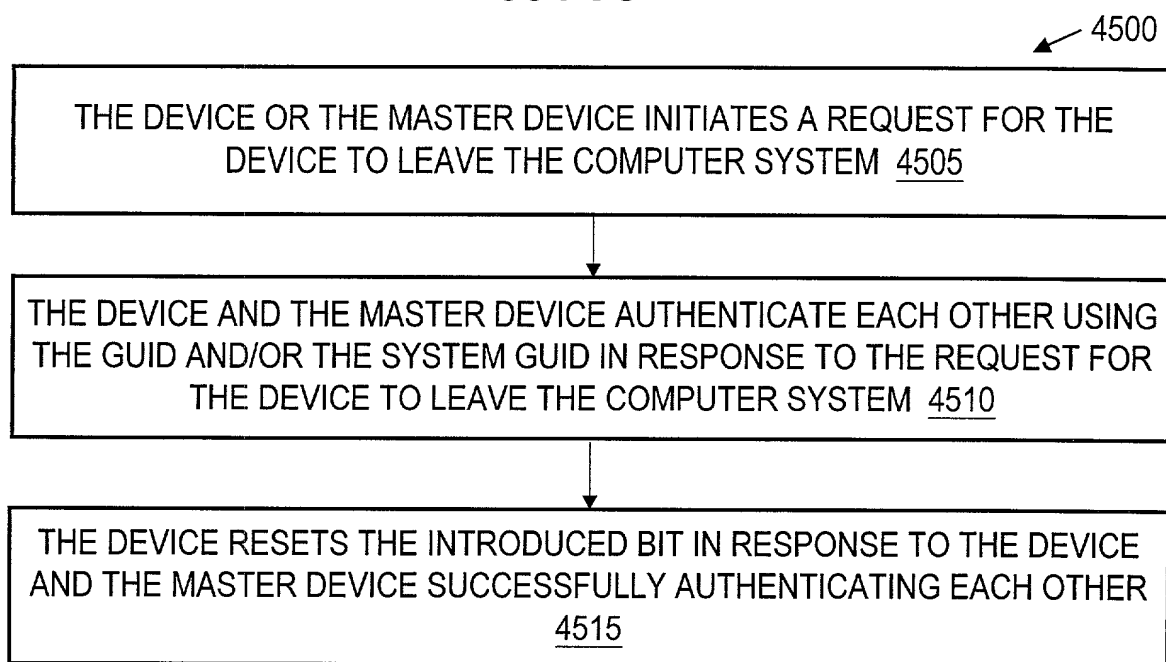 4500
THE DEVICE OR THE MASTER DEVICE INITIATES A REQUEST FOR THE
DEVICE TO LEAVE THE COMPUTER SYSTEM 4505
THE DEVICE AND THE MASTER DEVICE AUTHENTICATE EACH OTHER USING
THE GUID AND/OR THE SYSTEM GUID IN RESPONSE TO THE REQUEST FOR
THE DEVICE TO LEAVE THE COMPUTER SYSTEM 4510
THE DEVICE RESETS THE INTRODUCED BIT IN RESPONSE TO THE DEVICE
AND THE MASTER DEVICE SUCCESSFULLY AUTHENTICATING EACH OTHER
4515